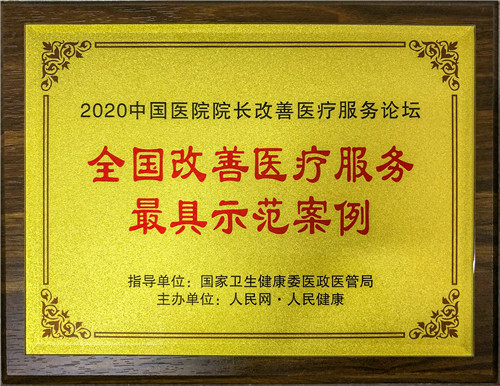 2020中国医院院长改善医疗服务论坛
全国改善医疗服务
最具示范案例
指导单位：国家卫生健康委医政医管局
主办单位：人民网·人民健康